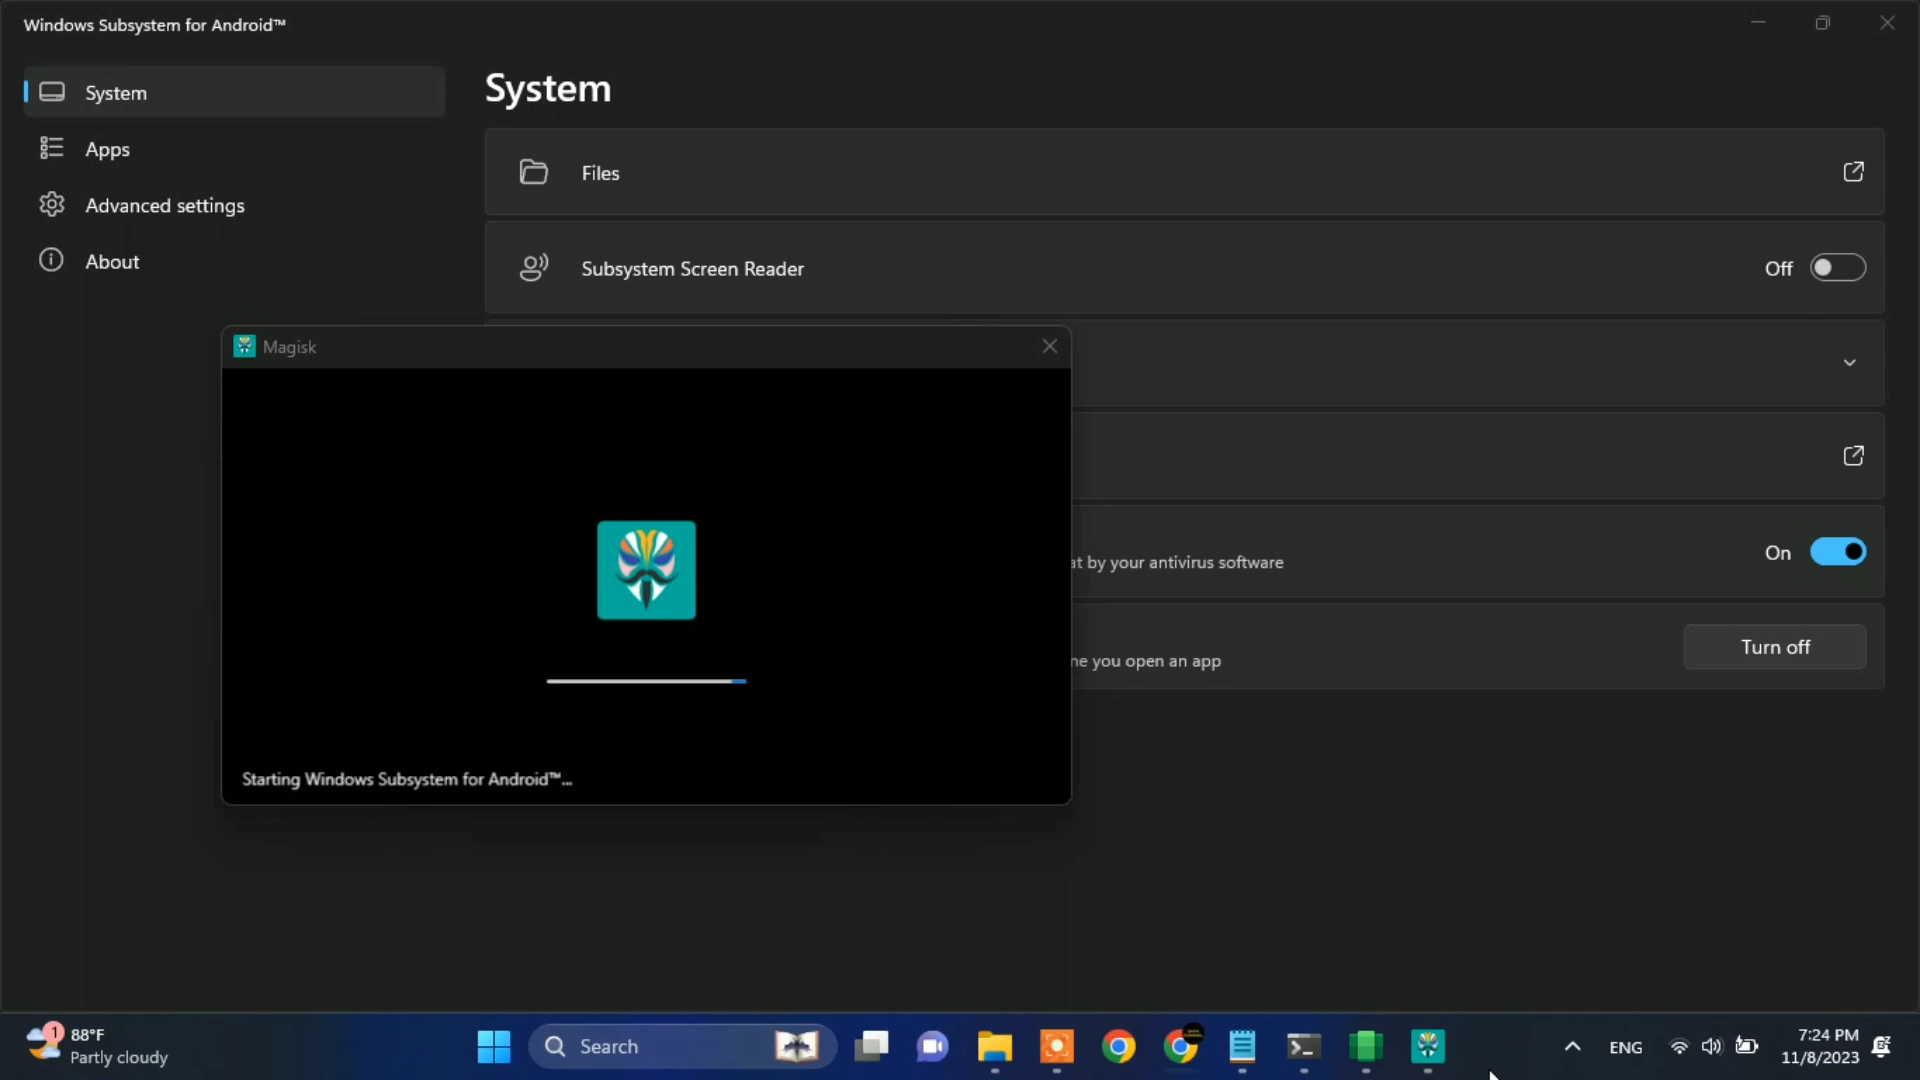 Windows Subsystem for Android™
System
Apps
Advanced settings
About
System
Files
Subsystem Screen Reader
Off
Magisk
Starting Windows Subsystem for Android™...
at by your antivirus software
On
ne you open an app
Turn off
1
88°F
Partly cloudy
Search
ENG
7:24 PM
11/8/2023